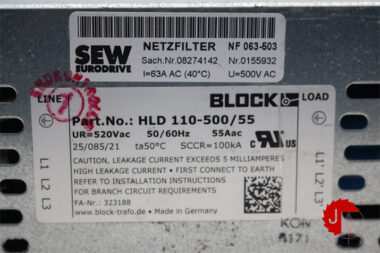 SEW
EURODRIVE
NETZFILTER NF 063-503
Sach.Nr.08274142 Nr.0155932
I=63A AC (40°C) U=500V AC
LINE
BLOCK
LOAD
Part.No.: HLD 110-500/55
UR=520Vac 50/60Hz 55Aac
25/085/21 ta50°C SCCR=100kA
CAUTION, LEAKAGE CURRENT EXCEEDS 5 MILLIAMPERES
HIGH LEAKAGE CURRENT - FIRST CONNECT TO EARTH
REFER TO MANUAL INSTRUCTIONS
FOR BRANCH CIRCUIT REQUIREMENTS
FA-Nr.: 323188
www.block-trafo.de • Made in Germany
L1 L2 L3
L1' L2' L3'